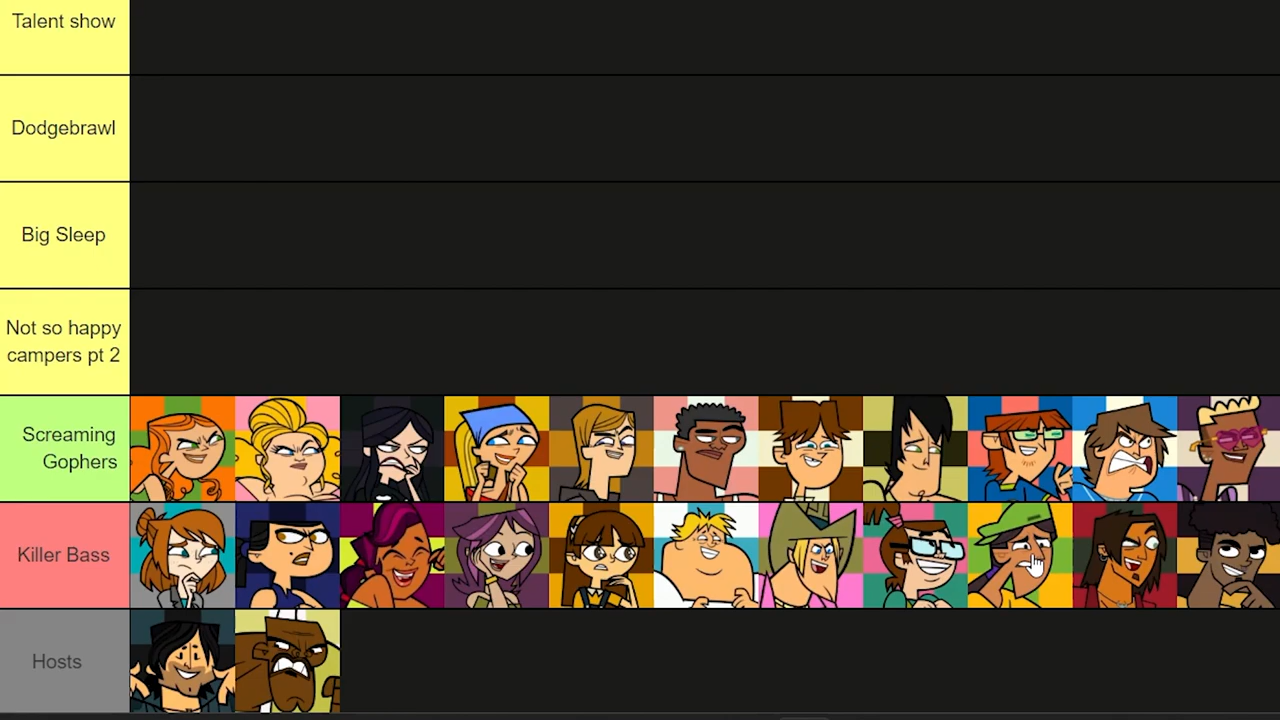 Talent show
Dodgebrawl
Big Sleep
Not so happy
campers pt 2
Screaming
Gophers
Killer Bass
Hosts